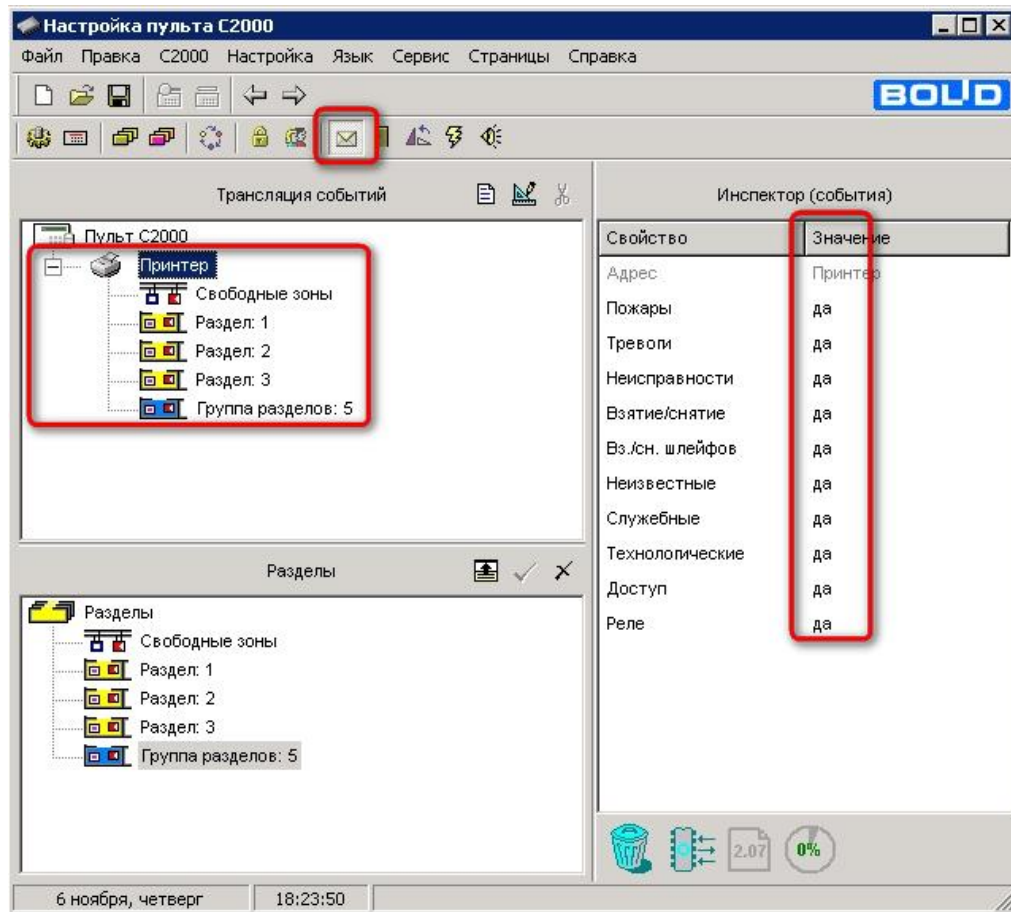 Настройка пульта С2000
Файл Правка С2000 Настройка Язык Сервис Страницы Справка
BOLID
Трансляция событий
Пульт С2000
Принтер
Свободные зоны
Раздел: 1
Раздел: 2
Раздел: 3
Группа разделов: 5
Разделы
Разделы
Свободные зоны
Раздел: 1
Раздел: 2
Раздел: 3
Группа разделов: 5
Инспектор (события)
Свойство Значение
Адрес Принтер
Пожары да
Тревоги да
Неисправности да
Взятие/снятие да
Вз./сн. шлейфов да
Неизвестные да
Служебные да
Технологические да
Доступ да
Реле да
2.07 0%
6 ноября, четверг 18:23:50